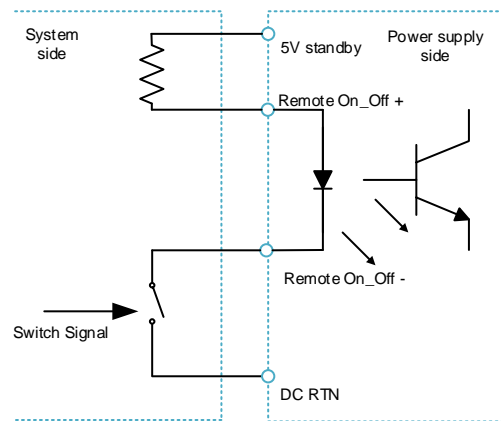 System
side
5V standby
Power supply
side
Remote On_Off +
Remote On_Off -
Switch Signal
DC RTN